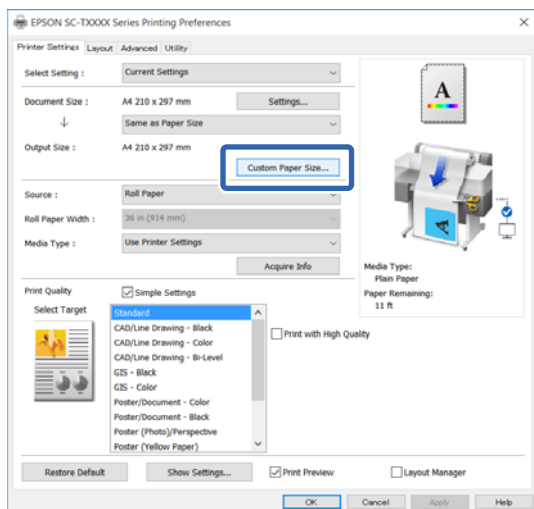 EPSON SC-TXXXX Series Printing Preferences
Printer Settings Layout Advanced Utility
Select Setting : Current Settings
Document Size : A4 210 x 297 mm Settings...
Same as Paper Size
Output Size : A4 210 x 297 mm
Custom Paper Size...
Source : Roll Paper
Roll Paper Width : 36 in (914 mm)
Media Type : Use Printer Settings
Acquire Info
A
A
Media Type:
Plain Paper
Paper Remaining:
11 ft
Print Quality Simple Settings
Select Target
Standard
CAD/Line Drawing - Black
CAD/Line Drawing - Color
CAD/Line Drawing - Bi-Level
GIS - Black
GIS - Color
Poster/Document - Color
Poster/Document - Black
Poster (Photo)/Perspective
Poster (Yellow Paper)
Print with High Quality
Restore Default Show Settings... Print Preview Layout Manager
OK Cancel Apply Help